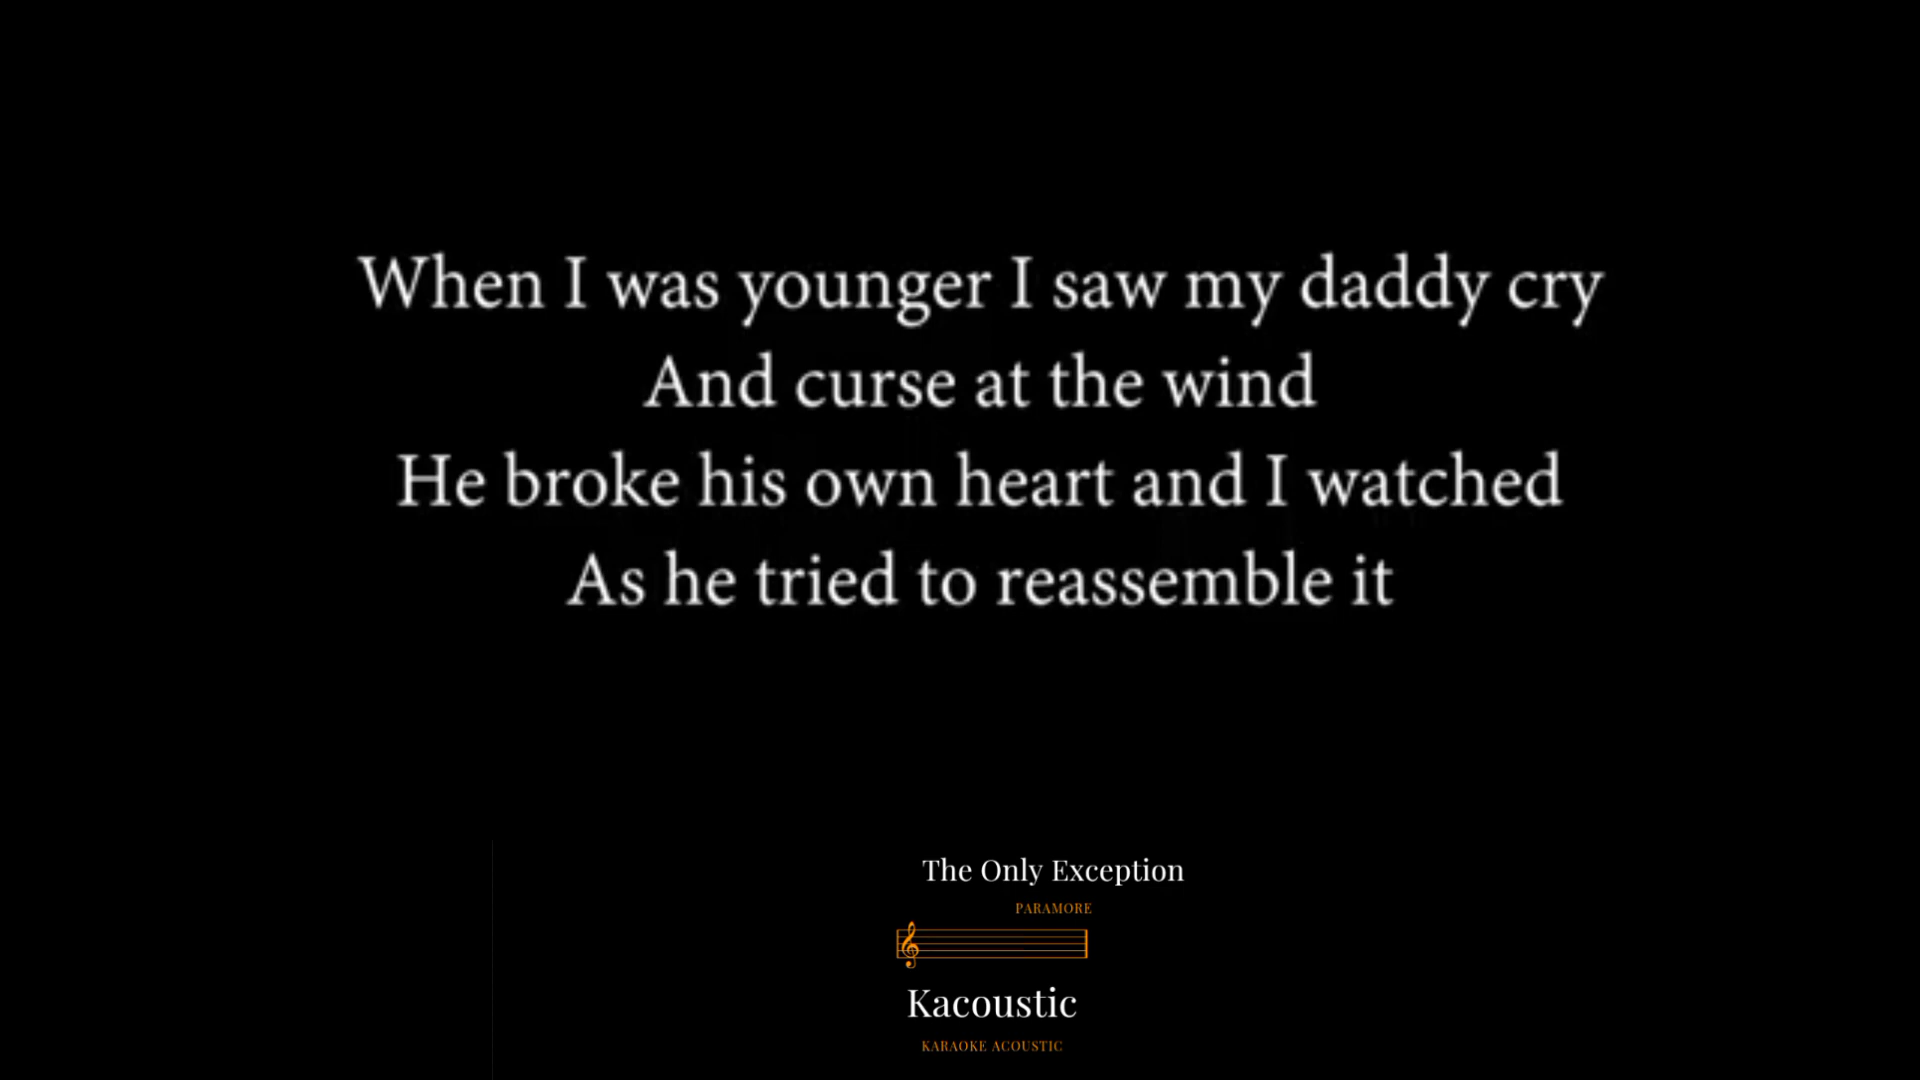 When I was younger I saw my daddy cry
And curse at the wind
He broke his own heart and I watched
As he tried to reassemble it
The Only Exception
PARAMORE
Kacoustic
KARAOKE ACOUSTIC